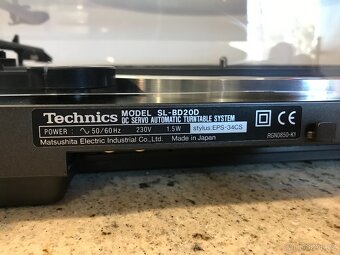 Technics MODEL SL-BD20D
DC SERVO AUTOMATIC TURNTABLE SYSTEM
POWER : ∿ 50/60Hz 230V 1.5W stylus:EPS-34CS
Matsushita Electric Industrial Co.,Ltd. Made in Japan
CE
RGN0850-K1